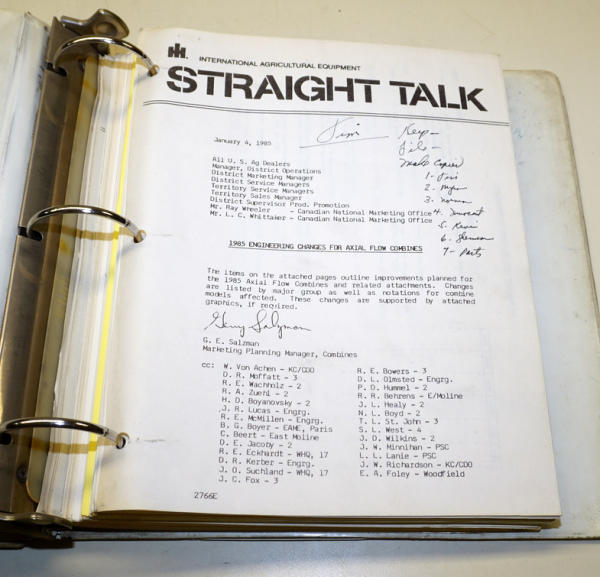 INTERNATIONAL AGRICULTURAL EQUIPMENT
STRAIGHT TALK
January 4, 1985
Jim
Keep
File
make copies
All U. S. Ag Dealers
Manager, District Operations
District Marketing Manager
District Service Managers
Territory Service Managers
Territory Sales Manager
District Supervisor Prod. Promotion
Mr. Ray Wheeler - Canadian National Marketing Office
Mr. L. C. Whittaker - Canadian National Marketing Office
1-
2-
3.
4.
5. Kevin
6.
7- Parts
1985 ENGINEERING CHANGES FOR AXIAL FLOW COMBINES
The items on the attached pages outline improvements planned for
the 1985 Axial Flow Combines and related attachments. Changes
are listed by major group as well as notations for combine
models affected. These changes are supported by attached
graphics, if required.
Gerry Salzman
G. E. Salzman
Marketing Planning Manager, Combines
cc: W. Von Achen - KC/COO
D. R. Moffatt - 3
R. E. Wachholz - 2
R. A. Zuehl - 2
H. D. Boyanovsky - 2
J. R. Lucas - Engrg.
R. E. McMillen - Engrg.
B. G. Boyer - EAME, Paris
C. Beert - East Moline
D. E. Jacoby - 2
R. E. Eckhardt - WHQ, 17
D. R. Kerber - Engrg.
J. O. Suchland - WHQ, 17
J. C. Fox - 3
R. E. Bowers - 3
D. L. Olmsted - Engrg.
P. D. Hummel - 2
R. R. Behrens - E/Moline
J. L. Healy - 2
N. L. Boyd - 2
T. L. St. John - 3
S. L. West - 4
J. D. Wilkins - 2
J. W. Minnihan - PSC
L. L. Lanie - PSC
J. W. Richardson - KC/COO
E. A. Foley - Woodfield
2766E